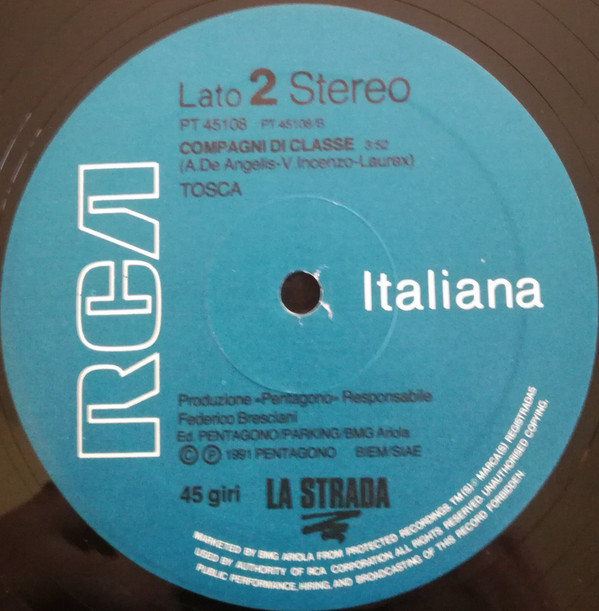 Lato 2 Stereo
PT 45108 PT 45108/B
COMPAGNI DI CLASSE 3:52
(A.De Angelis-V.Incenzo-Laurex)
TOSCA
RCA
Italiana
Produzione «Pentagono» Responsabile
Federico Bresciani
Ed. PENTAGONO/PARKING/BMG Ariola
© ℗ 1991 PENTAGONO BIEM/SIAE
45 giri LA STRADA
MARKETED BY BMG ARIOLA FROM PROTECTED RECORDINGS TM(S)® MARCA(S) REGISTRADAS
USED BY AUTHORITY OF RCA CORPORATION ALL RIGHTS RESERVED. UNAUTHORISED COPYING,
PUBLIC PERFORMANCE, HIRING, AND BROADCASTING OF THIS RECORD FORBIDDEN